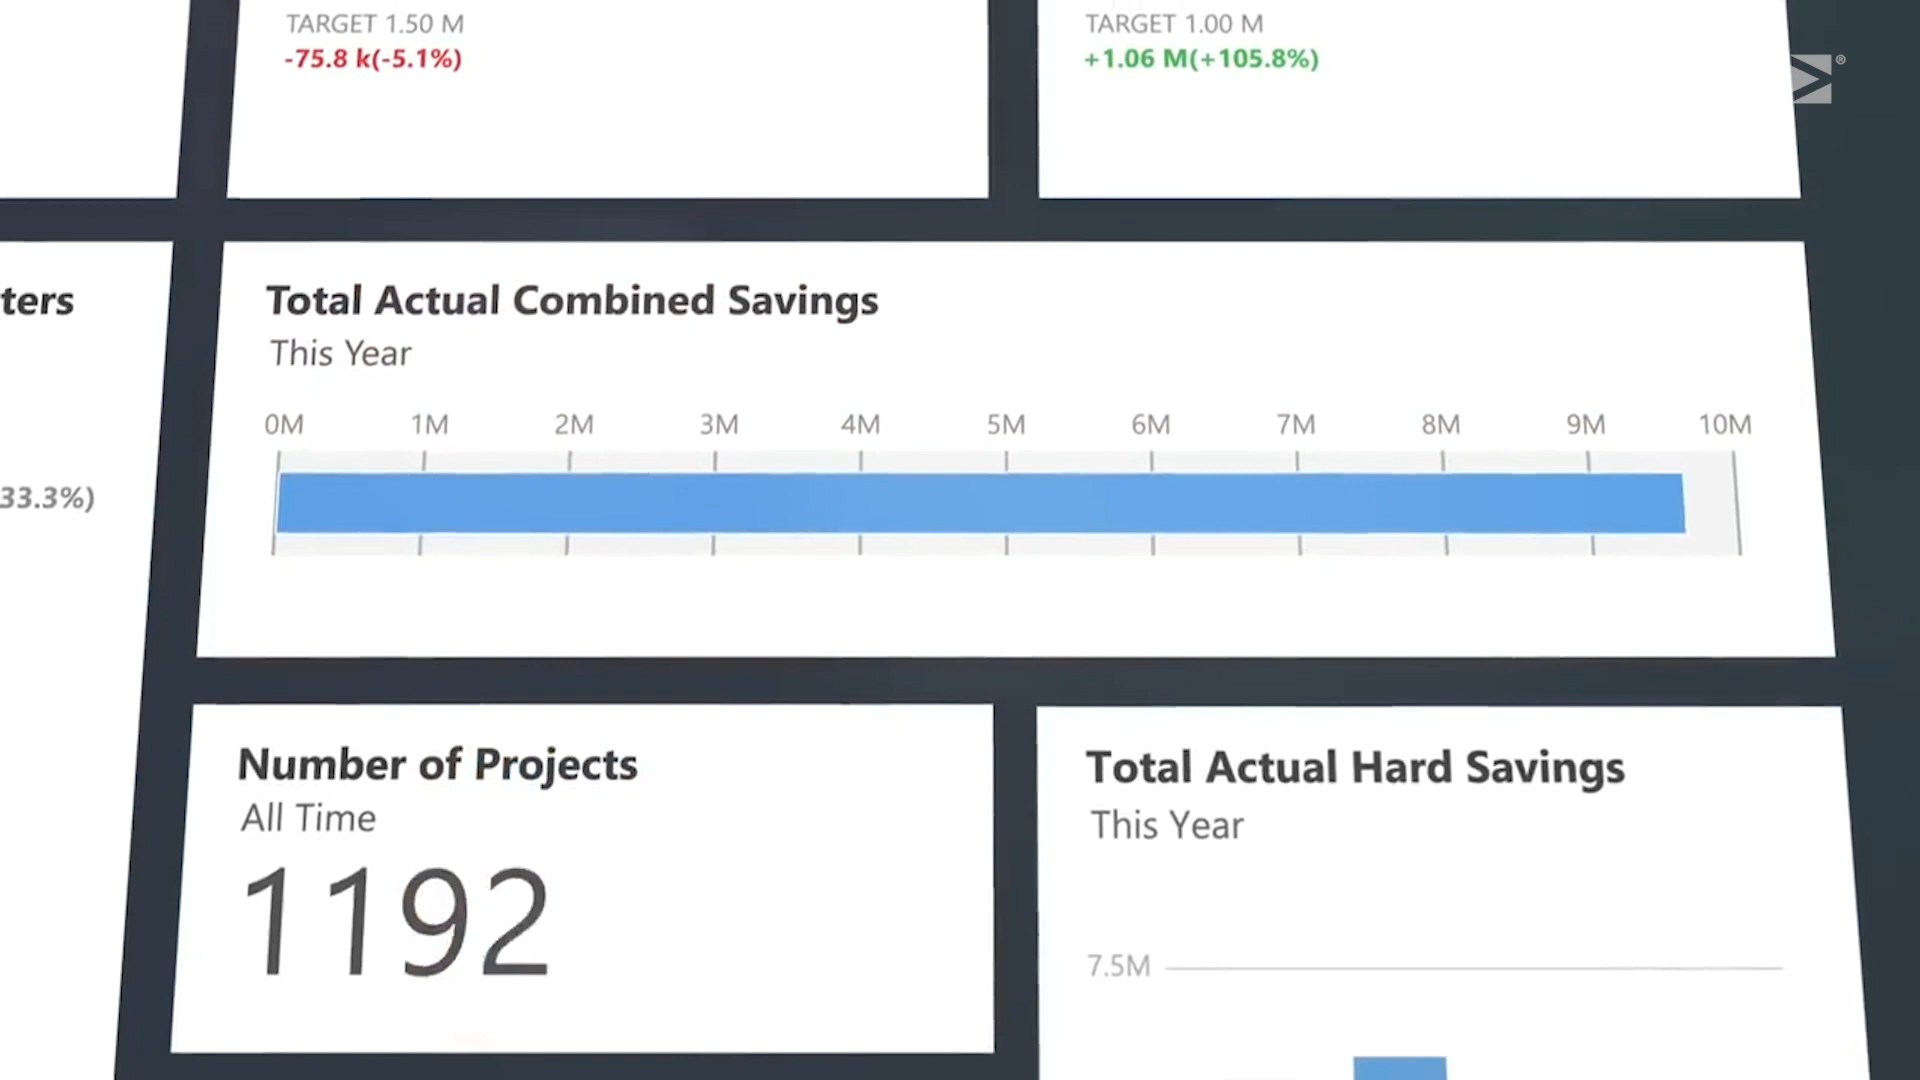 TARGET 1.50 M
-75.8 k(-5.1%)
TARGET 1.00 M
+1.06 M(+105.8%)
®
ters
33.3%)
Total Actual Combined Savings
This Year
0M 1M 2M 3M 4M 5M 6M 7M 8M 9M 10M
Number of Projects
All Time
1192
Total Actual Hard Savings
This Year
7.5M